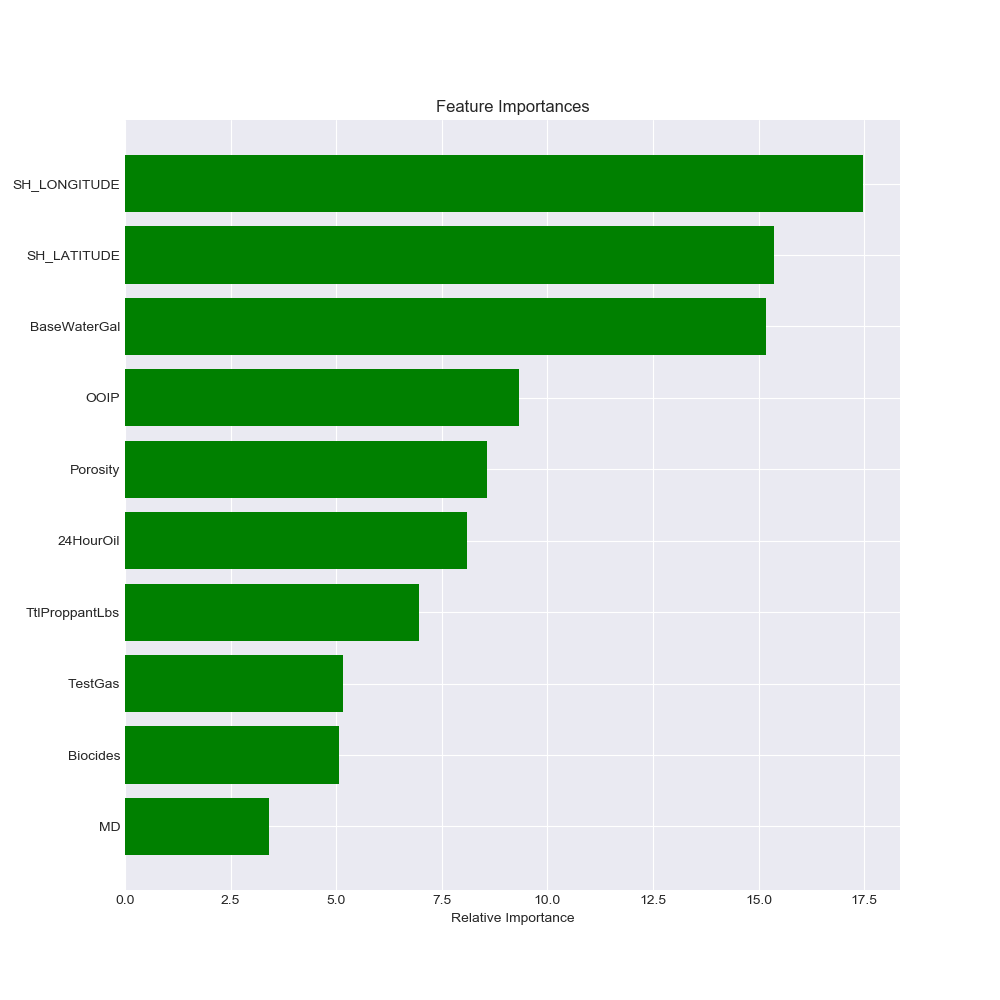 Feature Importances
SH_LONGITUDE
SH_LATITUDE
BaseWaterGal
OOIP
Porosity
24HourOil
TtlProppantLbs
TestGas
Biocides
MD
0.0 2.5 5.0 7.5 10.0 12.5 15.0 17.5
Relative Importance